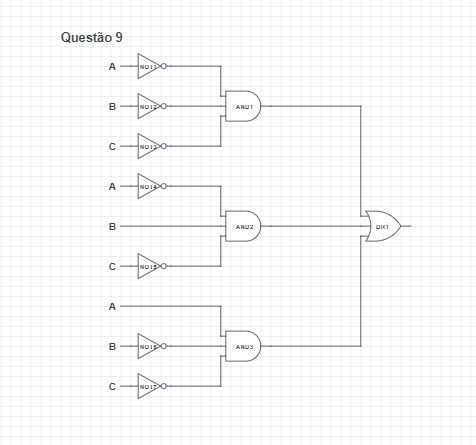 Questão 9
A NOT1
B NOT2 AND1
C NOT3
A NOT4
B AND2 OR1
C NOT5
A
B NOT6 AND3
C NOT7